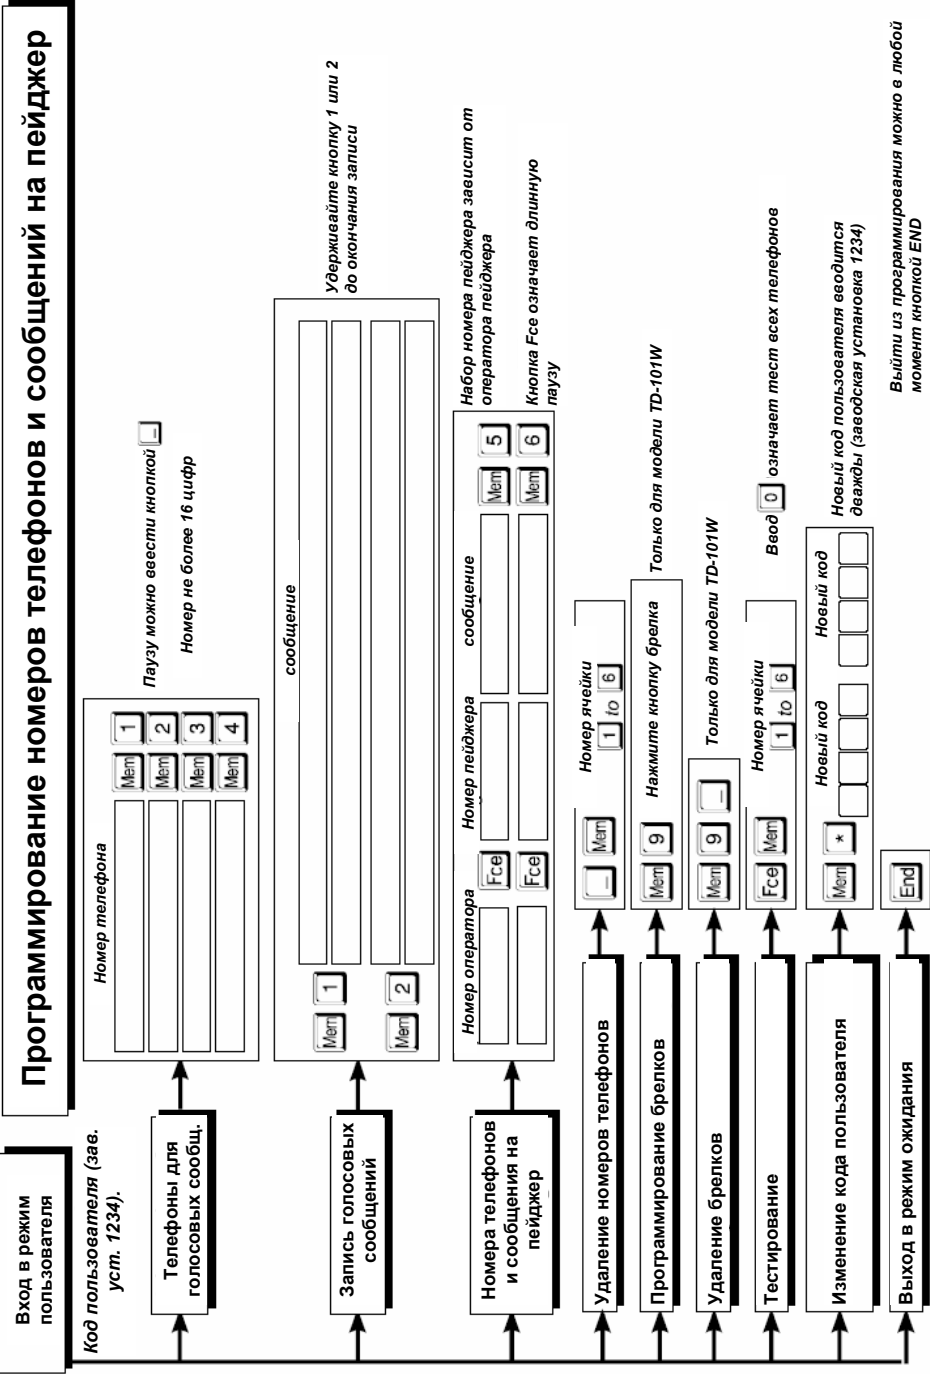 Вход в режим
пользователя
Программирование номеров телефонов и сообщений на пейджер
Код пользователя (зав.
уст. 1234).
Телефоны для
голосовых сообщ.
Номер телефона
Mem 1
Mem 2
Mem 3
Mem 4
Паузу можно ввести кнопкой _
Номер не более 16 цифр
Запись голосовых
сообщений
сообщение
Mem 1
Mem 2
Удерживайте кнопку 1 или 2
до окончания записи
Номера телефонов
и сообщения на
пейджер
Номер оператора Номер пейджера сообщение
Fce Mem 5
Fce Mem 6
Набор номера пейджера зависит от
оператора пейджера
Кнопка Fce означает длинную
паузу
Удаление номеров телефонов
Номер ячейки
_ Mem 1 to 6
Программирование брелков
Mem 9 Нажмите кнопку брелка
Только для модели TD-101W
Удаление брелков
Mem 9 _
Только для модели TD-101W
Тестирование
Номер ячейки
Fce Mem 1 to 6
Ввод 0 означает тест всех телефонов
Изменение кода пользователя
Новый код Новый код
Mem *
Новый код пользователя вводится
дважды (заводская установка 1234)
Выход в режим ожидания
End
Выйти из программирования можно в любой
момент кнопкой END